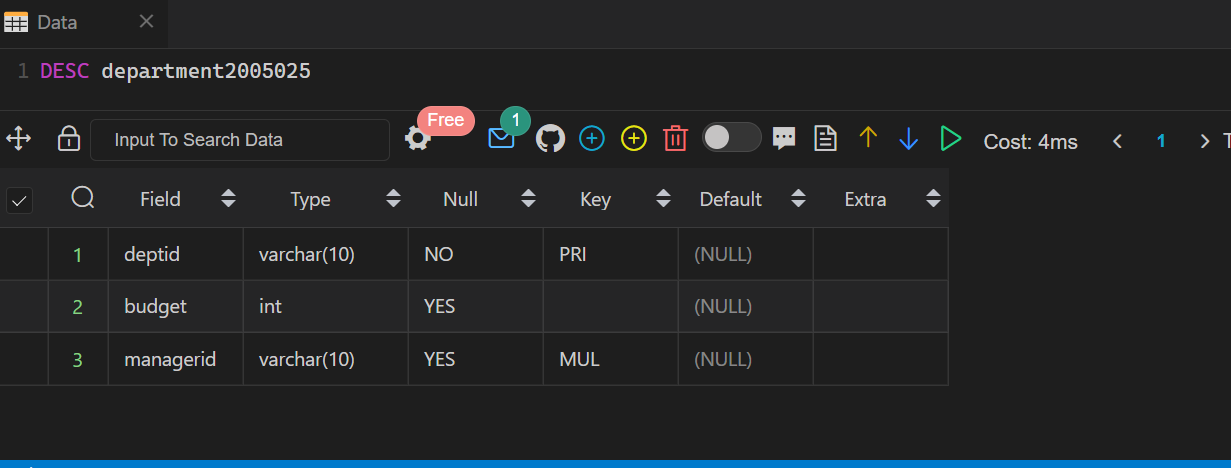 Data
1 DESC department2005025
Input To Search Data Free 1 Cost: 4ms 1 T
Field Type Null Key Default Extra
1 deptid varchar(10) NO PRI (NULL)
2 budget int YES (NULL)
3 managerid varchar(10) YES MUL (NULL)